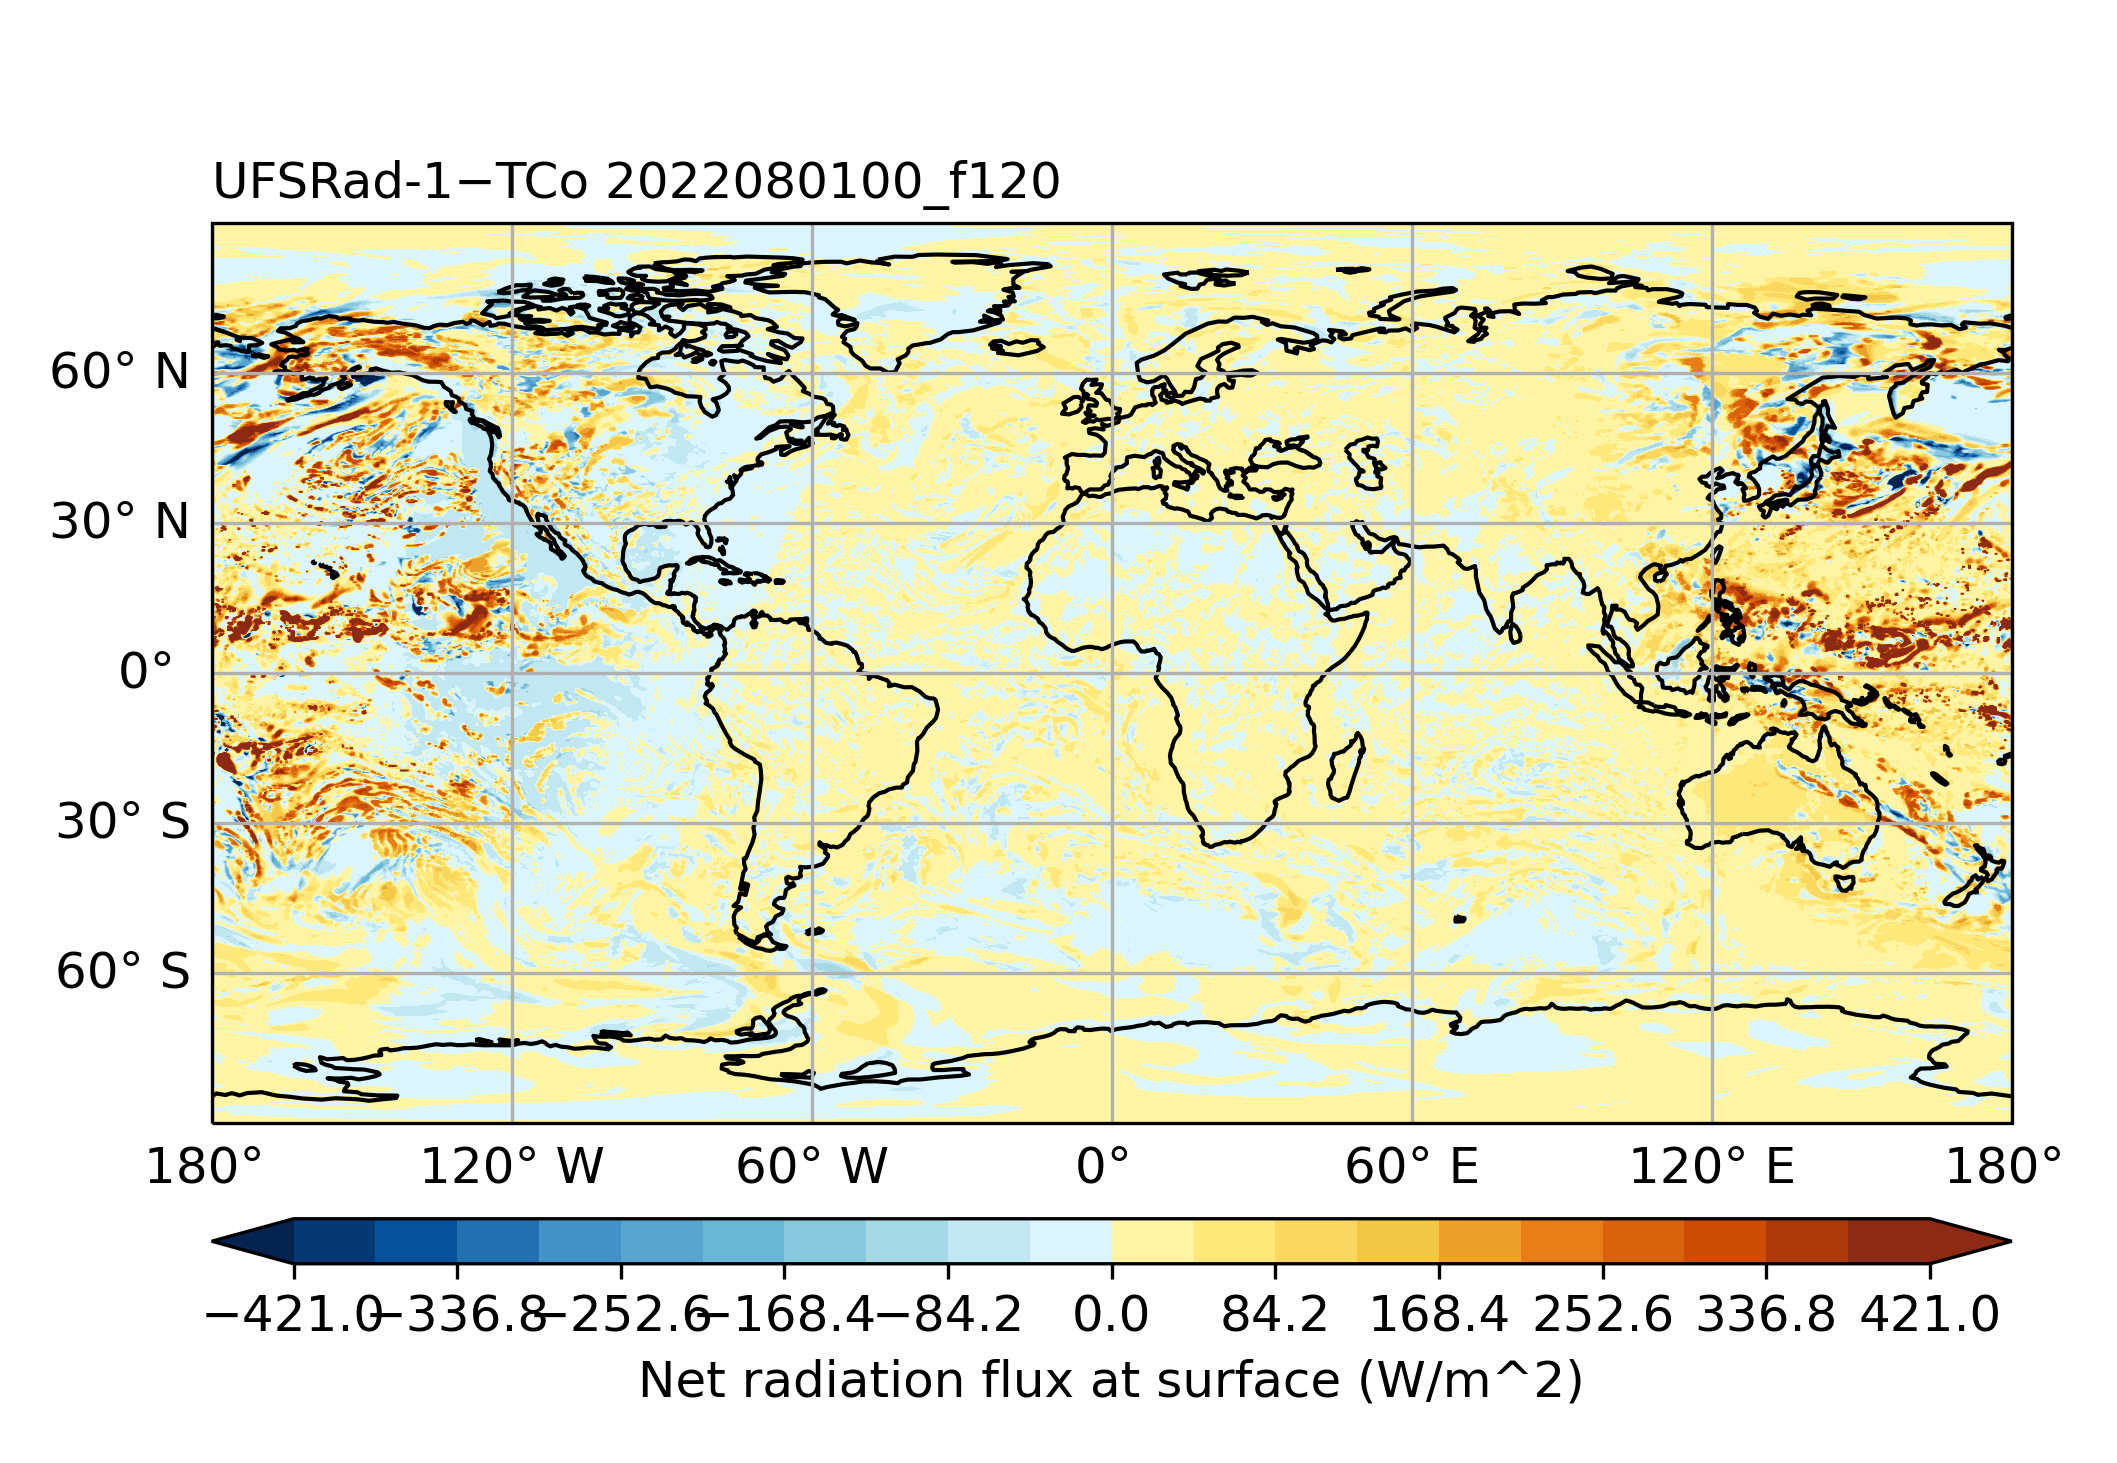 UFSRad-1−TCo 2022080100_f120
60° N
30° N
0°
30° S
60° S
180° 120° W 60° W 0° 60° E 120° E 180°
−421.0 −336.8 −252.6 −168.4 −84.2 0.0 84.2 168.4 252.6 336.8 421.0
Net radiation flux at surface (W/m^2)